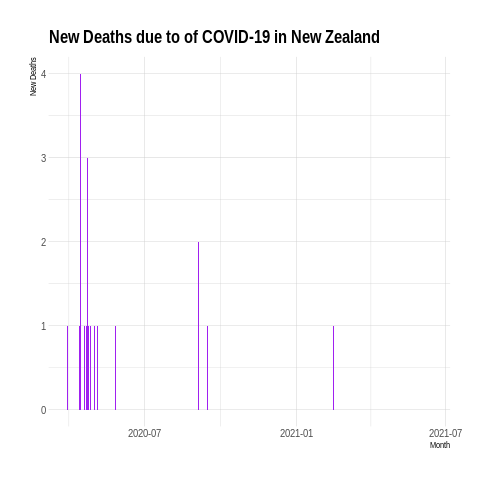 New Deaths due to of COVID-19 in New Zealand
New Deaths
4
3
2
1
0
2020-07
2021-01
2021-07
Month